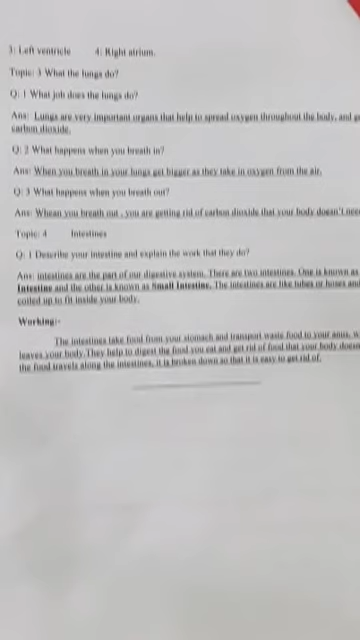 3: Left ventricle 4: Right atrium.
Topic: 3 What the lungs do?
Q: 1 What job does the lungs do?
Ans: Lungs are very important organs that help to spread oxygen throughout the body, and
carbon dioxide.
Q: 2 What happens when you breath in?
Ans: When you breath in your lungs get bigger as they take in oxygen from the air.
Q: 3 What happens when you breath out?
Ans: Whean you breath out , you are getting rid of carbon dioxide that your body doesn't
Topic: 4 Intestines
Q: 1 Describe your intestine and explain the work that they do?
Ans: intestines are the part of our digestive system. There are two intestines. One is known as
Intestine and the other is known as Small Intestine. The intestines are like tubes or hoses and
coiled up to fit inside your body.
Working:-
The intestines take food from your stomach and transport waste food to your anus,
leaves your body. They help to digest the food you eat and get rid of food that your body
the food travels along the intestines, it is broken down so that it is easy to get rid of.